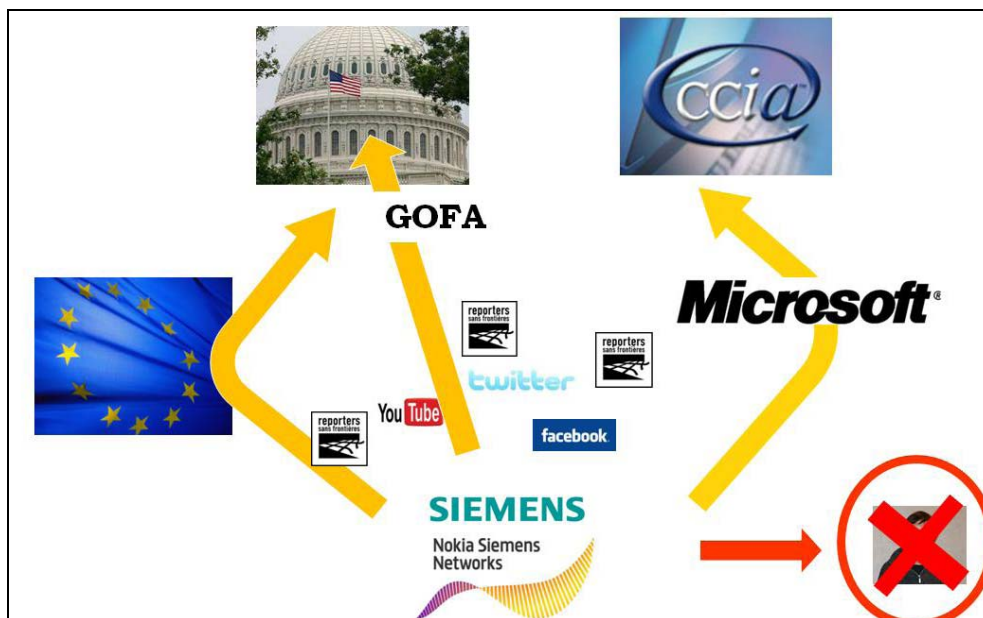 ccia
GOFA
Microsoft®
reporters
sans frontières
reporters
sans frontières
twitter
YouTube
reporters
sans frontières
facebook
SIEMENS
Nokia Siemens
Networks